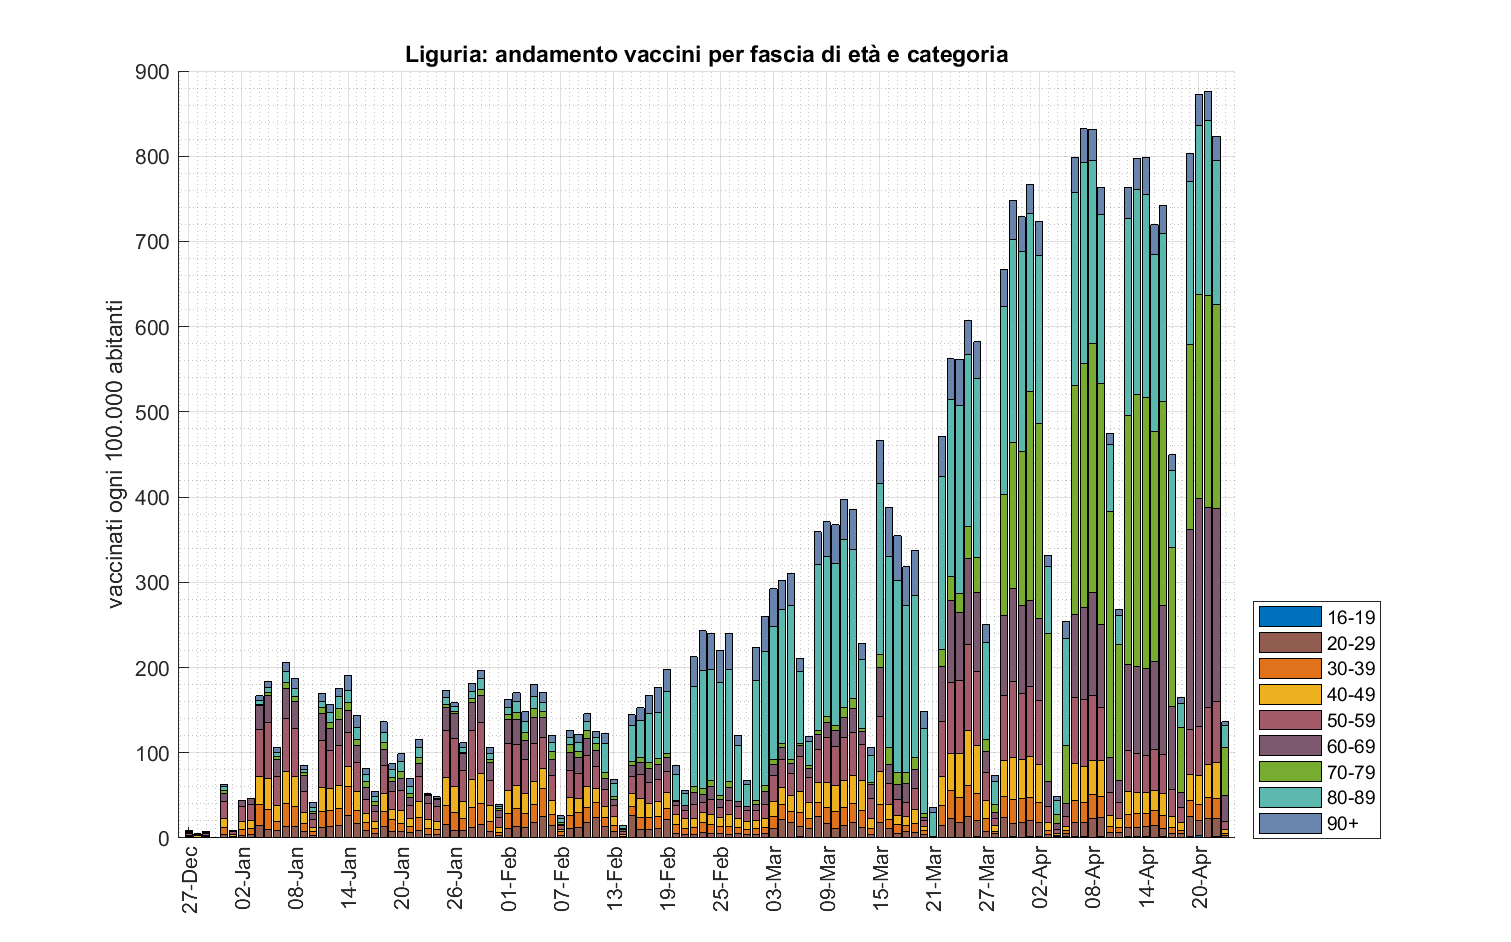 Liguria: andamento vaccini per fascia di età e categoria
vaccinati ogni 100.000 abitanti
900
800
700
600
500
400
300
200
100
0
27-Dec
02-Jan
08-Jan
14-Jan
20-Jan
26-Jan
01-Feb
07-Feb
13-Feb
19-Feb
25-Feb
03-Mar
09-Mar
15-Mar
21-Mar
27-Mar
02-Apr
08-Apr
14-Apr
20-Apr
16-19
20-29
30-39
40-49
50-59
60-69
70-79
80-89
90+